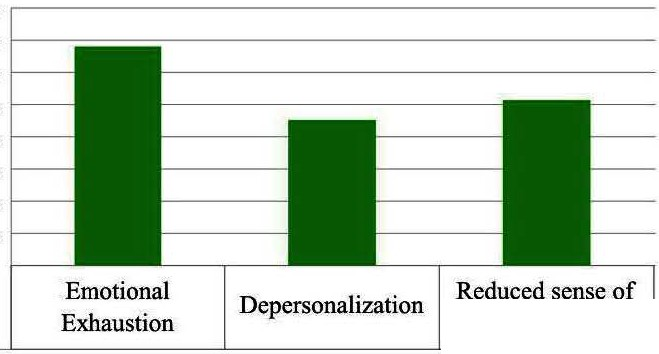 Emotional
Exhaustion
Depersonalization
Reduced sense of